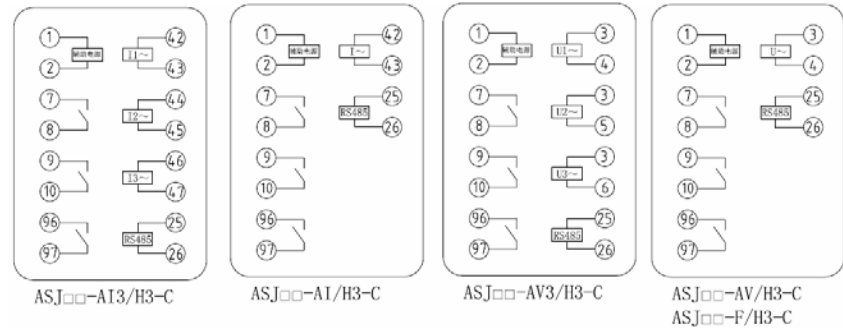 1 辅助电源 I1~ 42
2 43
7 44
I2~
8 45
9 46
I3~
10 47
96 25
RS485
97 26
ASJ□□-AI3/H3-C
1 辅助电源 I~ 42
2 43
7 25
RS485
8 26
9
10
96
97
ASJ□□-AI/H3-C
1 辅助电源 U1~ 3
2 4
7 3
U2~
8 5
9 3
U3~
10 6
96 25
RS485
97 26
ASJ□□-AV3/H3-C
1 辅助电源 U~ 3
2 4
7 25
RS485
8 26
9
10
96
97
ASJ□□-AV/H3-C
ASJ□□-F/H3-C